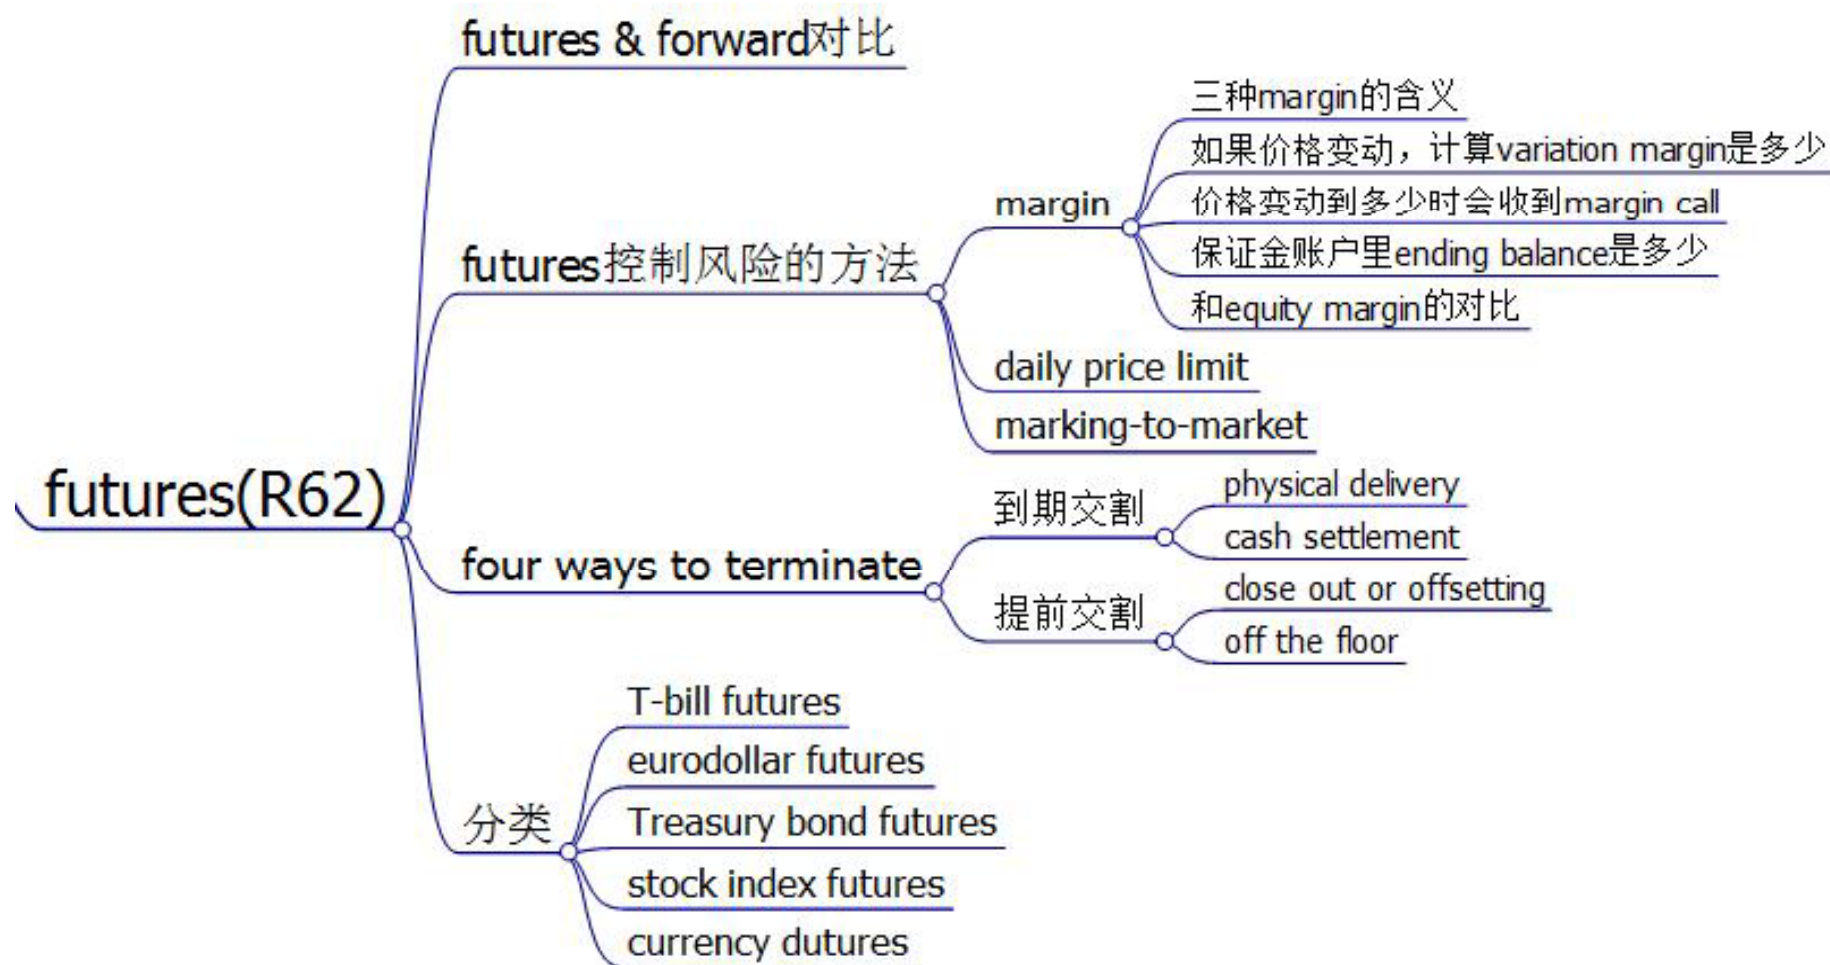 futures & forward对比
三种margin的含义
如果价格变动，计算variation margin是多少
margin
价格变动到多少时会收到margin call
保证金账户里ending balance是多少
futures控制风险的方法
和equity margin的对比
daily price limit
marking-to-market
futures(R62)
到期交割
physical delivery
cash settlement
four ways to terminate
提前交割
close out or offsetting
off the floor
T-bill futures
eurodollar futures
分类
Treasury bond futures
stock index futures
currency dutures